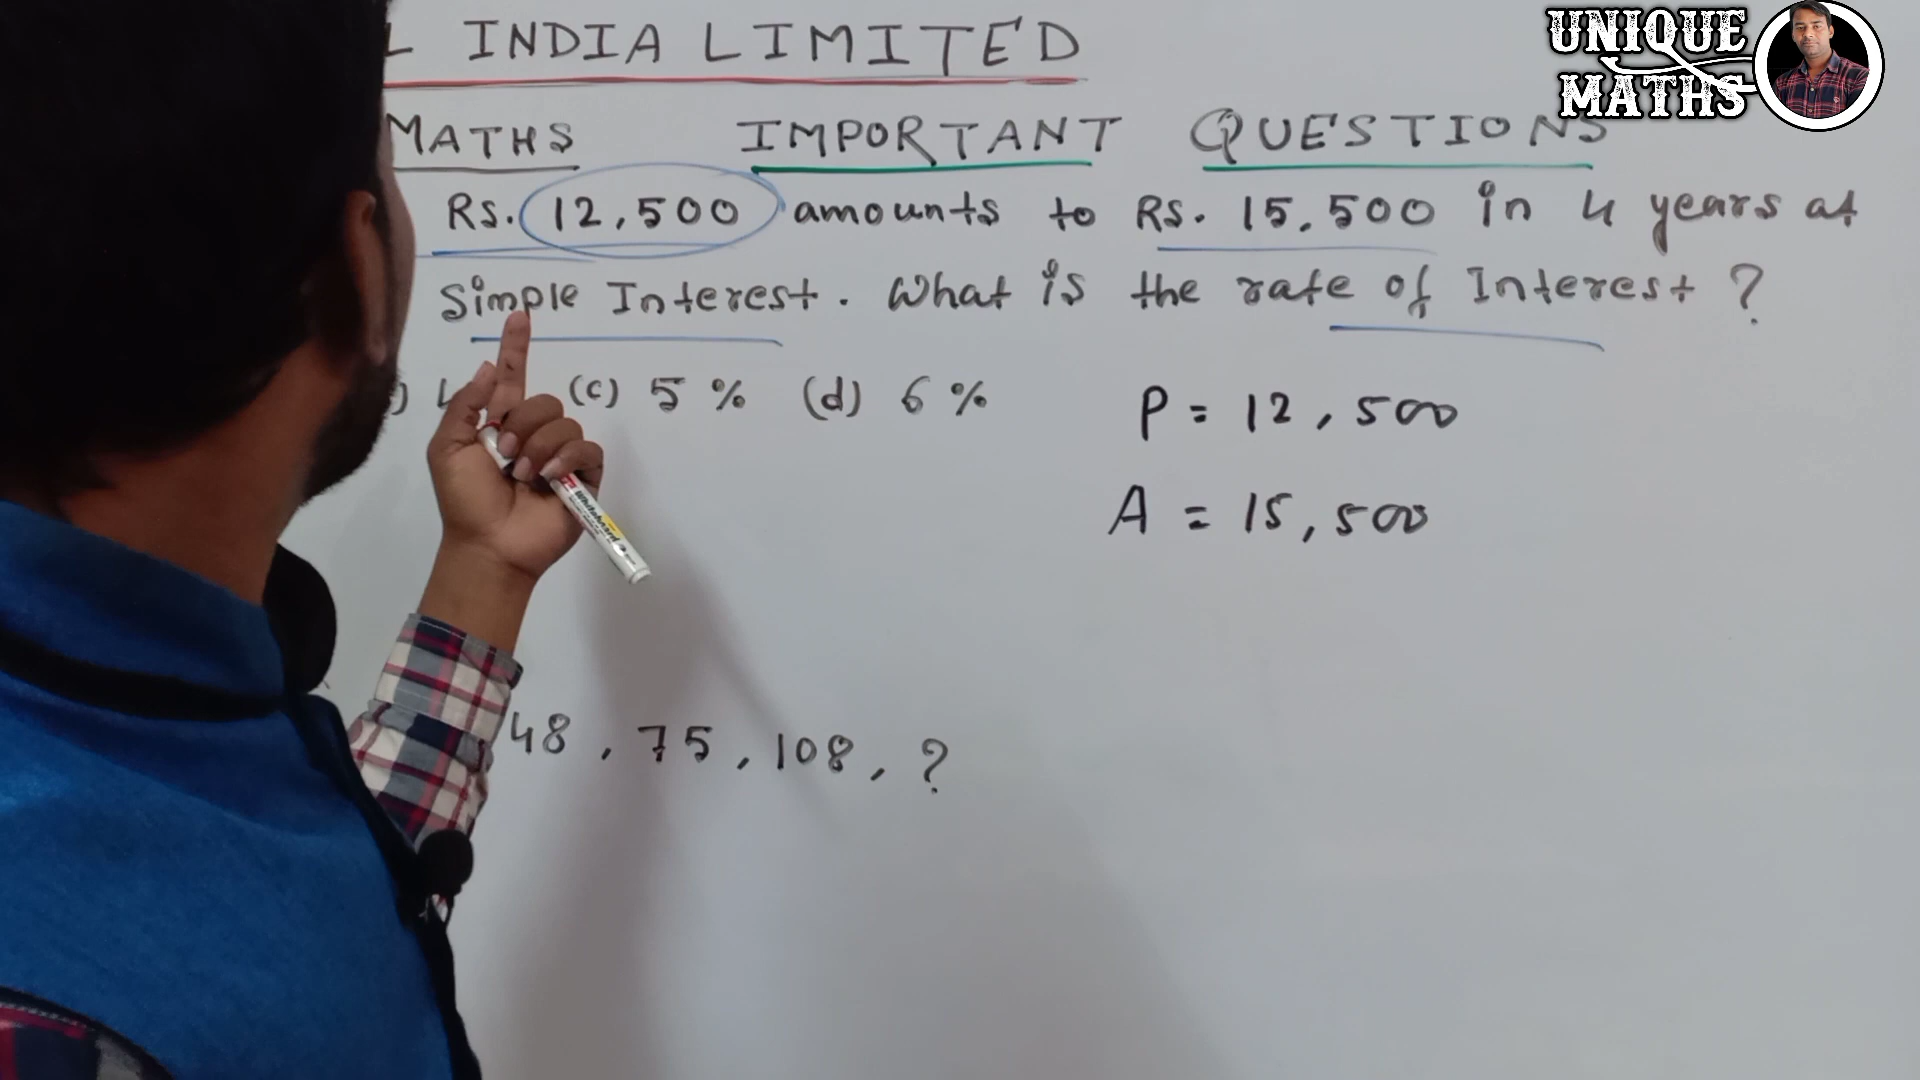 L INDIA LIMITED
UNIQUE
MATHS
MATHS IMPORTANT QUESTIONS
Rs. 12,500 amounts to Rs. 15,500 in 4 years at
Simple Interest. What is the rate of Interest ?
(c) 5 % (d) 6 %
P = 12,500
A = 15,500
48, 75, 108, ?
Whiteboard